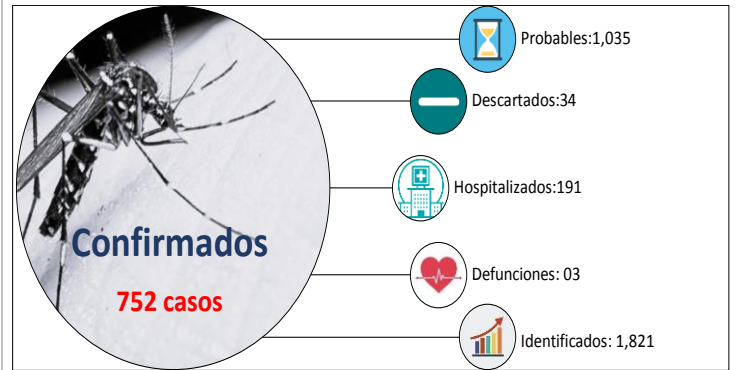 Probables:1,035
Descartados:34
Hospitalizados:191
Confirmados
752 casos
Defunciones: 03
Identificados: 1,821